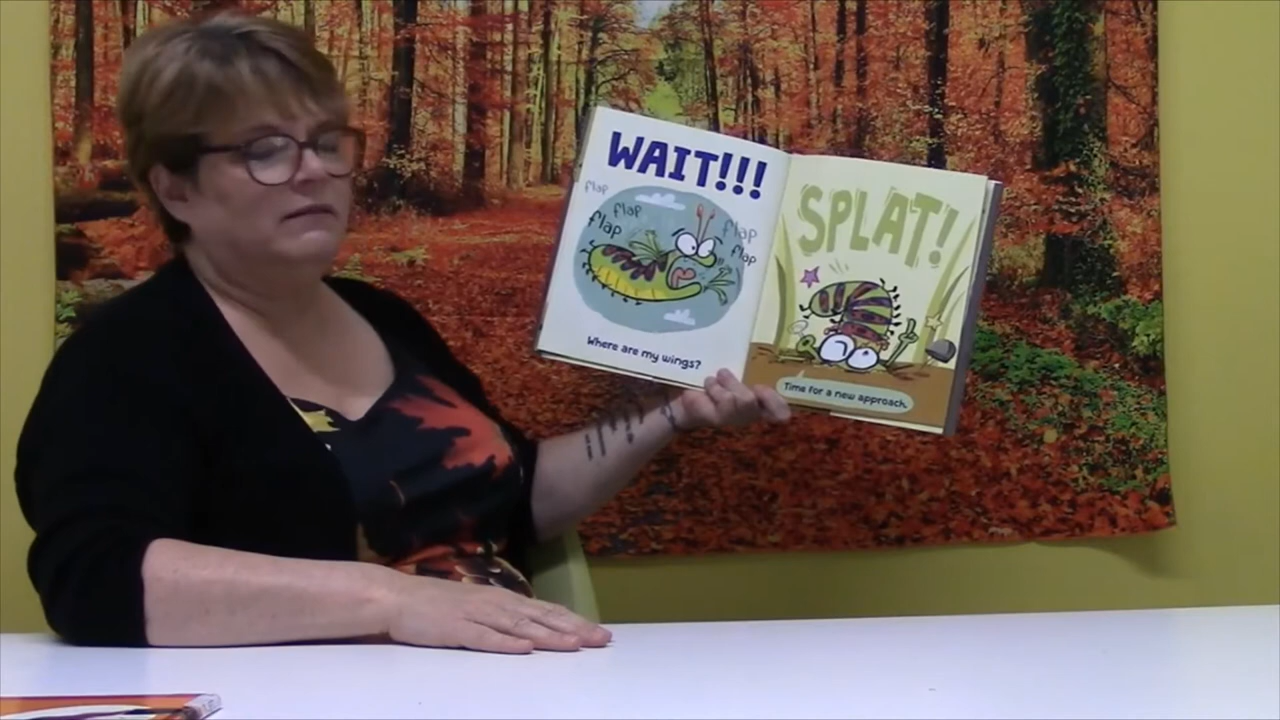 WAIT!!!
flap
flap
flap
flap
flap
Where are my wings?
SPLAT!
Time for a new approach.